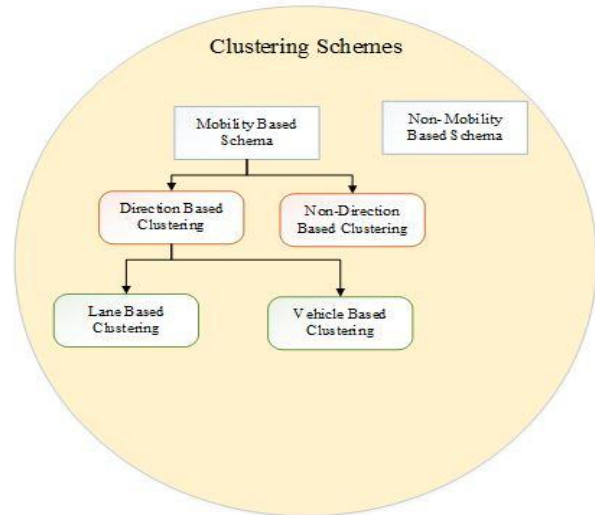 Clustering Schemes
Mobility Based
Schema
Non- Mobility
Based Schema
Direction Based
Clustering
Non-Direction
Based Clustering
Lane Based
Clustering
Vehicle Based
Clustering